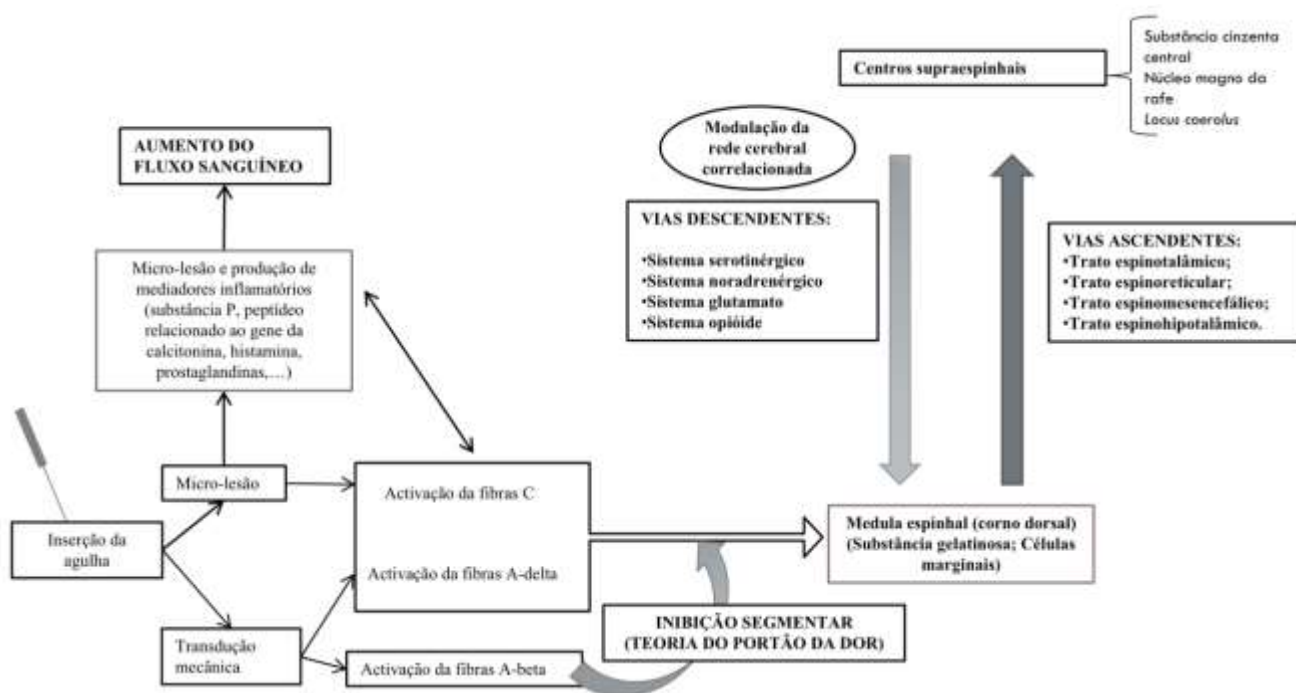 Substância cinzenta
central
Núcleo magno da
rafe
Locus coerolus
Centros supraespinhais
Modulação da
rede cerebral
correlacionada
AUMENTO DO
FLUXO SANGUÍNEO
VIAS DESCENDENTES:
•Sistema serotinérgico
•Sistema noradrenérgico
•Sistema glutamato
•Sistema opióide
VIAS ASCENDENTES:
•Trato espinotalâmico;
•Trato espinoreticular;
•Trato espinomesencefálico;
•Trato espinohipotalâmico.
Micro-lesão e produção de
mediadores inflamatórios
(substância P, peptídeo
relacionado ao gene da
calcitonina, histamina,
prostaglandinas,…)
Micro-lesão
Activação da fibras C
Inserção da
agulha
Activação da fibras A-delta
Medula espinhal (corno dorsal)
(Substância gelatinosa; Células
marginais)
INIBIÇÃO SEGMENTAR
(TEORIA DO PORTÃO DA DOR)
Transdução
mecânica
Activação da fibras A-beta